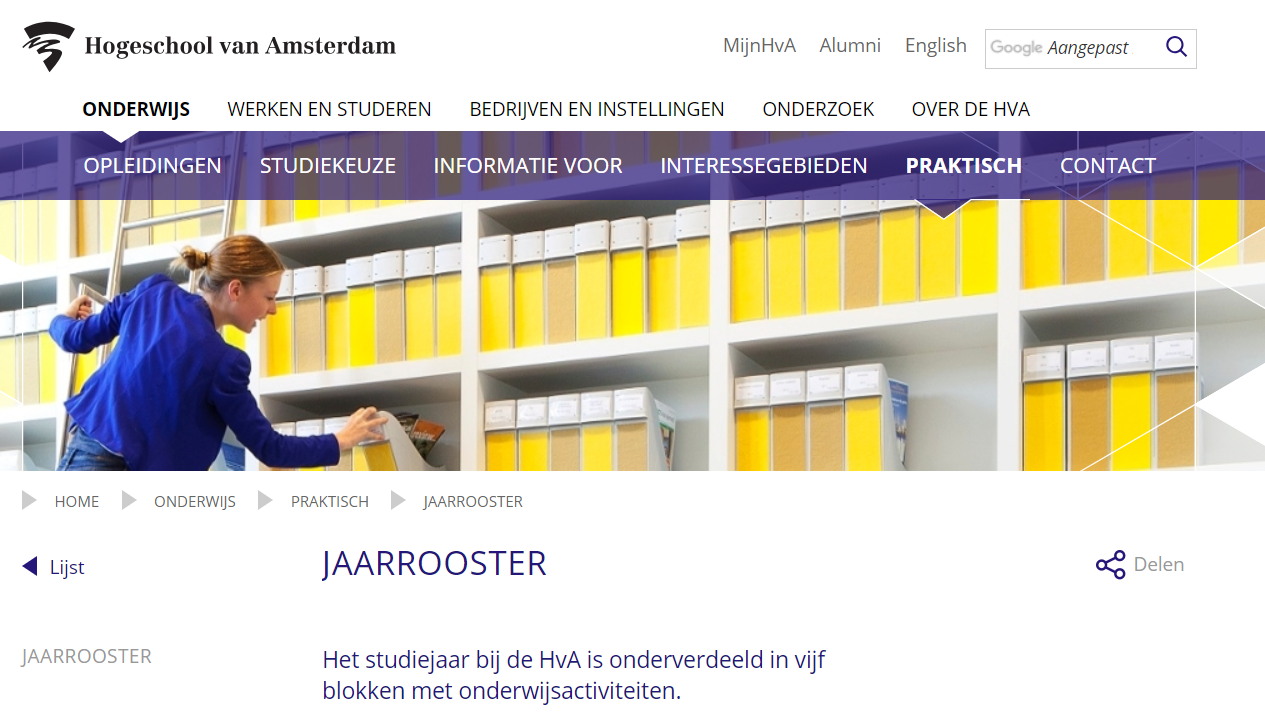 Hogeschool van Amsterdam
MijnHvA Alumni English Google Aangepast
ONDERWIJS WERKEN EN STUDEREN BEDRIJVEN EN INSTELLINGEN ONDERZOEK OVER DE HVA
OPLEIDINGEN STUDIEKEUZE INFORMATIE VOOR INTERESSEGEBIEDEN PRAKTISCH CONTACT
HOME ONDERWIJS PRAKTISCH JAARROOSTER
Lijst
JAARROOSTER
Delen
JAARROOSTER
Het studiejaar bij de HvA is onderverdeeld in vijf
blokken met onderwijsactiviteiten.